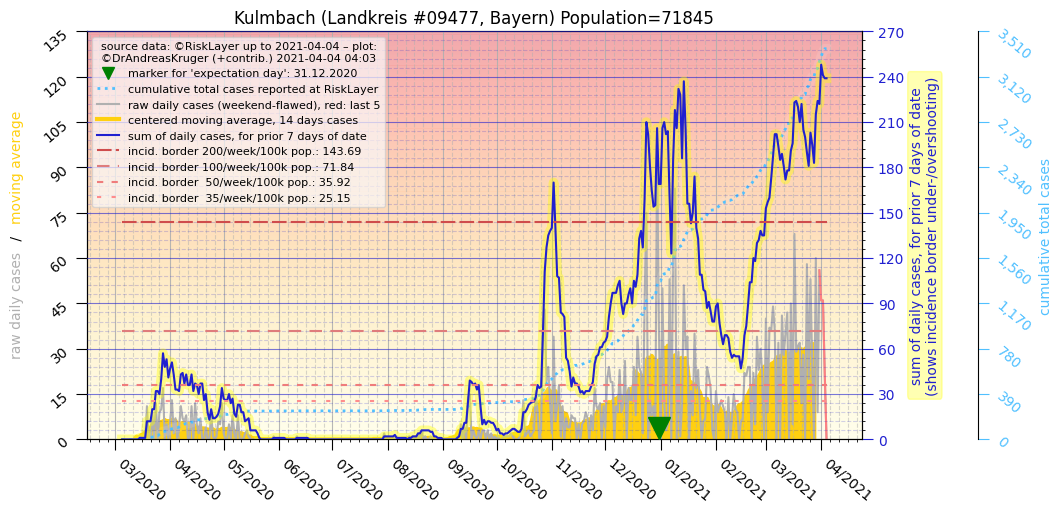 Kulmbach (Landkreis #09477, Bayern) Population=71845
source data: ©RiskLayer up to 2021-04-04 – plot:
©DrAndreasKruger (+contrib.) 2021-04-04 04:03
marker for 'expectation day': 31.12.2020
cumulative total cases reported at RiskLayer
raw daily cases (weekend-flawed), red: last 5
centered moving average, 14 days cases
sum of daily cases, for prior 7 days of date
incid. border 200/week/100k pop.: 143.69
incid. border 100/week/100k pop.: 71.84
incid. border  50/week/100k pop.: 35.92
incid. border  35/week/100k pop.: 25.15
raw daily cases / moving average
135
120
105
90
75
60
45
30
15
0
03/2020
04/2020
05/2020
06/2020
07/2020
08/2020
09/2020
10/2020
11/2020
12/2020
01/2021
02/2021
03/2021
04/2021
270
240
210
180
150
120
90
60
30
0
sum of daily cases, for prior 7 days of date
(shows incidence border under-/overshooting)
3,510
3,120
2,730
2,340
1,950
1,560
1,170
780
390
0
cumulative total cases